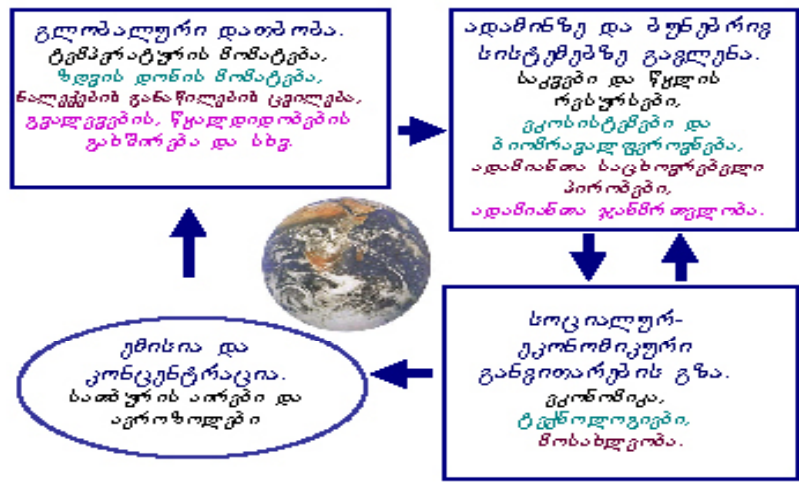 გლობალური დათბობა.
ტემპერატურის მომატება,
ზღვის დონის მომატება,
ნალექების განაწილების ცვილება,
გვალვების, წყალდიდობების
გახშირება და სხვ.
ადამინზე და ბუნებრივ
სისტემებზე გავლენა.
საკვები და წყლის
რესურსები,
ეკოსისტემები და
ბიომრავალფეროვნება,
ადამიანთა საცხოვრებელი
პირობები,
ადამიანთა ჯანმრთელობა.
ემისია და
კონცენტრაცია.
სათბურის აირები და
აეროზოლები
სოციალურ-
ეკონომიკური
განვითარების გზა.
ეკონომიკა,
ტექნოლოგიები,
მოსახლეობა.